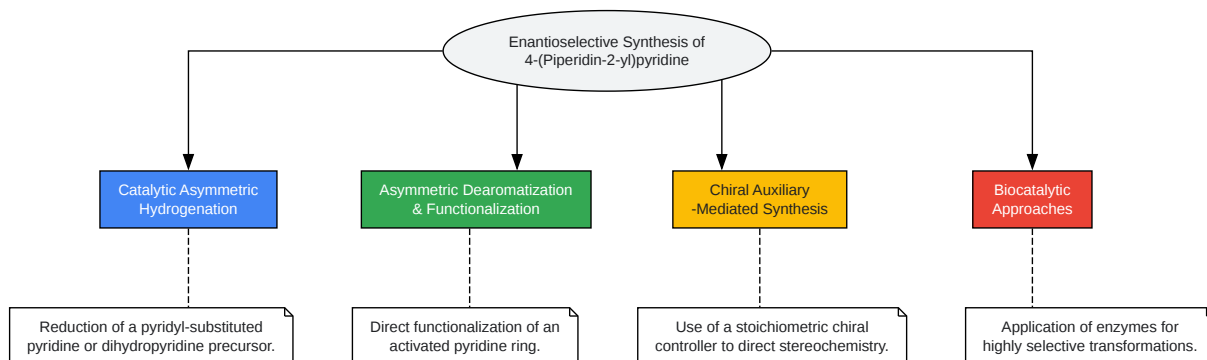 Enantioselective Synthesis of
4-(Piperidin-2-yl)pyridine
Catalytic Asymmetric
Hydrogenation
Asymmetric Dearomatization
& Functionalization
Chiral Auxiliary
-Mediated Synthesis
Biocatalytic
Approaches
Reduction of a pyridyl-substituted
pyridine or dihydropyridine precursor.
Direct functionalization of an
activated pyridine ring.
Use of a stoichiometric chiral
controller to direct stereochemistry.
Application of enzymes for
highly selective transformations.